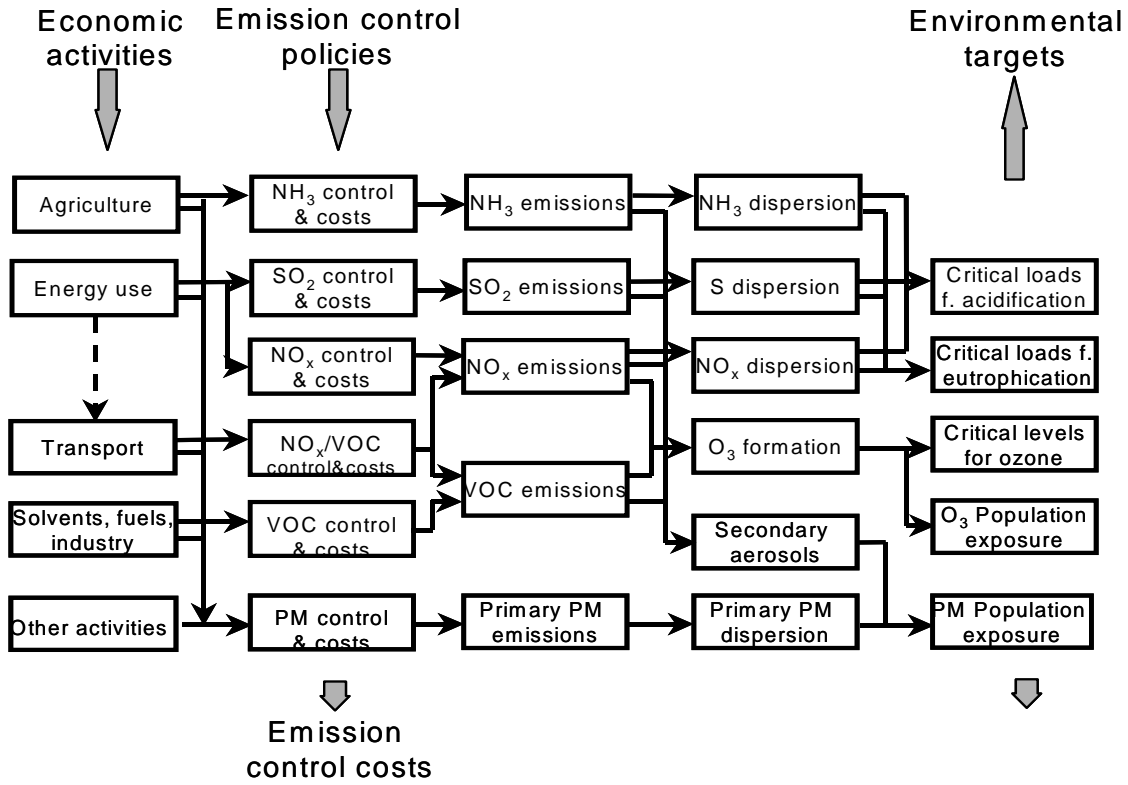 Economic
activities
Emission control
policies
Environmental
targets
Agriculture
NH3 control
& costs
NH3 emissions
NH3 dispersion
Energy use
SO2 control
& costs
SO2 emissions
S dispersion
Critical loads
f. acidification
NOx control
& costs
NOx emissions
NOx dispersion
Critical loads f.
eutrophication
Transport
NOx/VOC
control&costs
O3 formation
Critical levels
for ozone
VOC emissions
Solvents, fuels,
industry
VOC control
& costs
Secondary
aerosols
O3 Population
exposure
Other activities
PM control
& costs
Primary PM
emissions
Primary PM
dispersion
PM Population
exposure
Emission
control costs